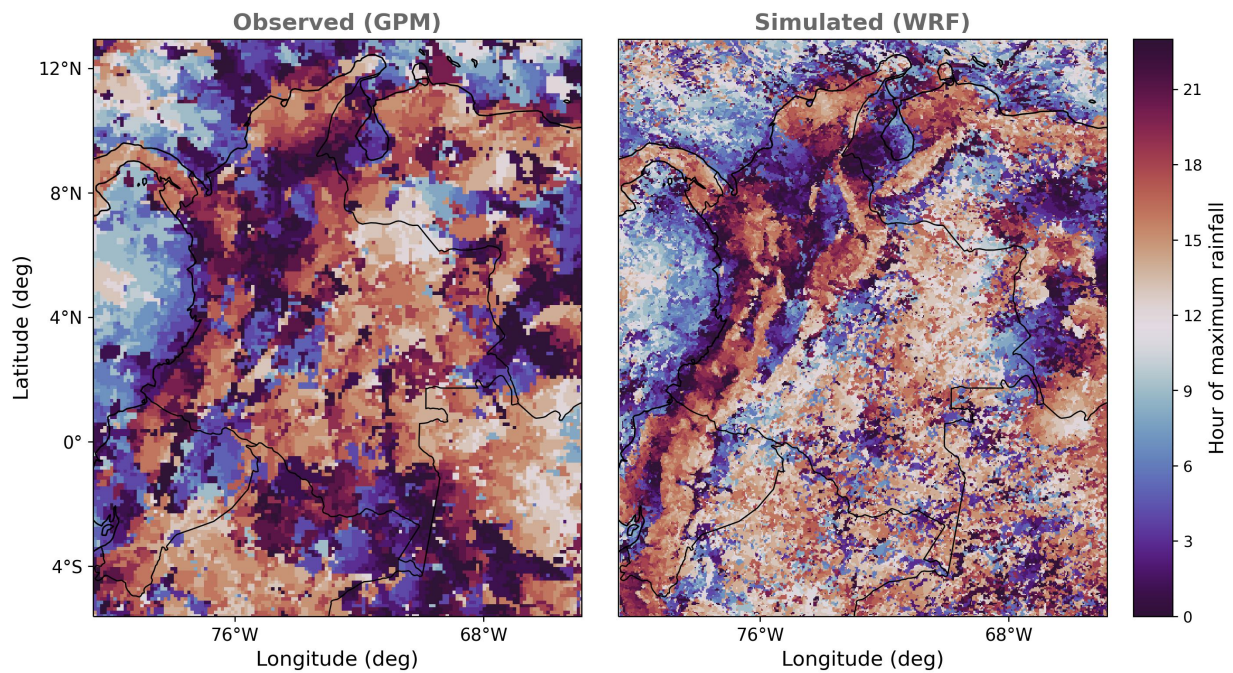 Observed (GPM)
Simulated (WRF)
12°N
8°N
4°N
0°
4°S
Latitude (deg)
76°W
68°W
Longitude (deg)
76°W
68°W
Longitude (deg)
21
18
15
12
9
6
3
0
Hour of maximum rainfall